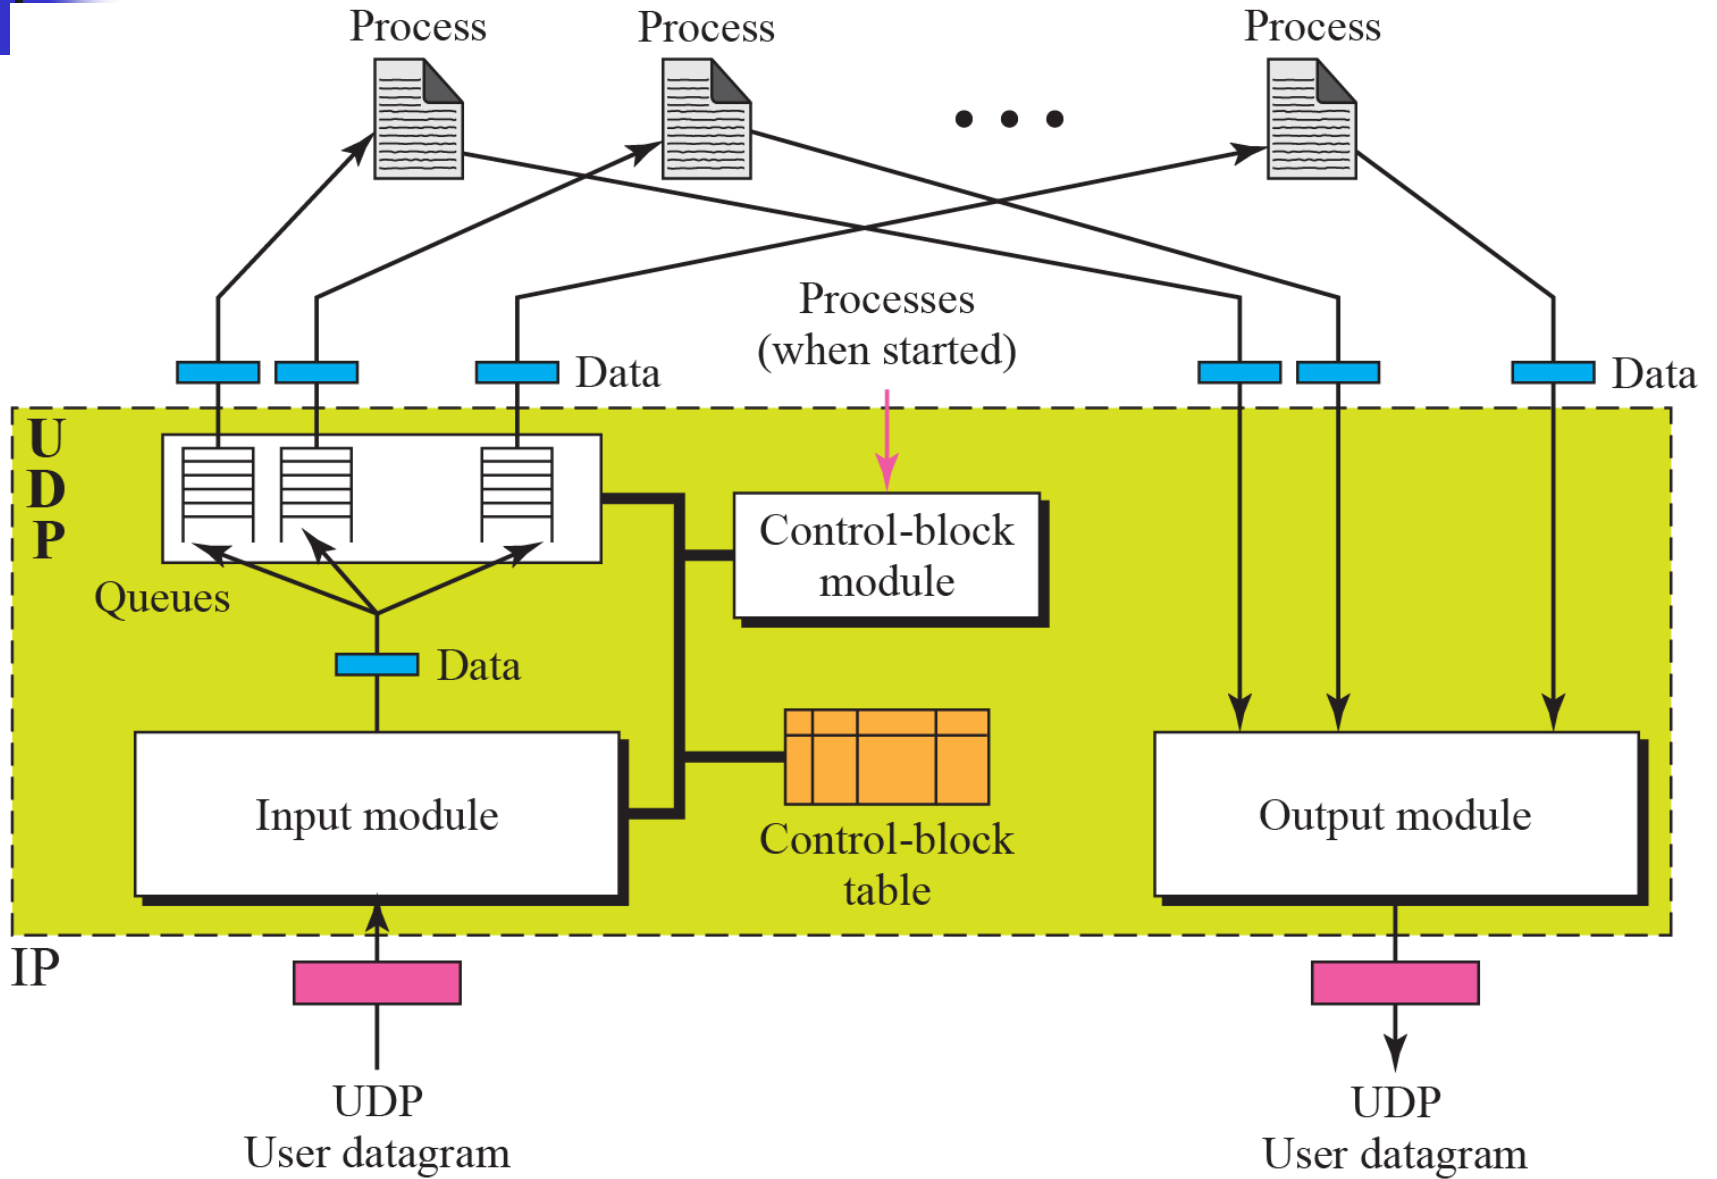 Process
Process
Process
Processes
(when started)
Data
Data
U
D
P
Control-block
module
Queues
Data
Input module
Control-block
table
Output module
IP
UDP
User datagram
UDP
User datagram